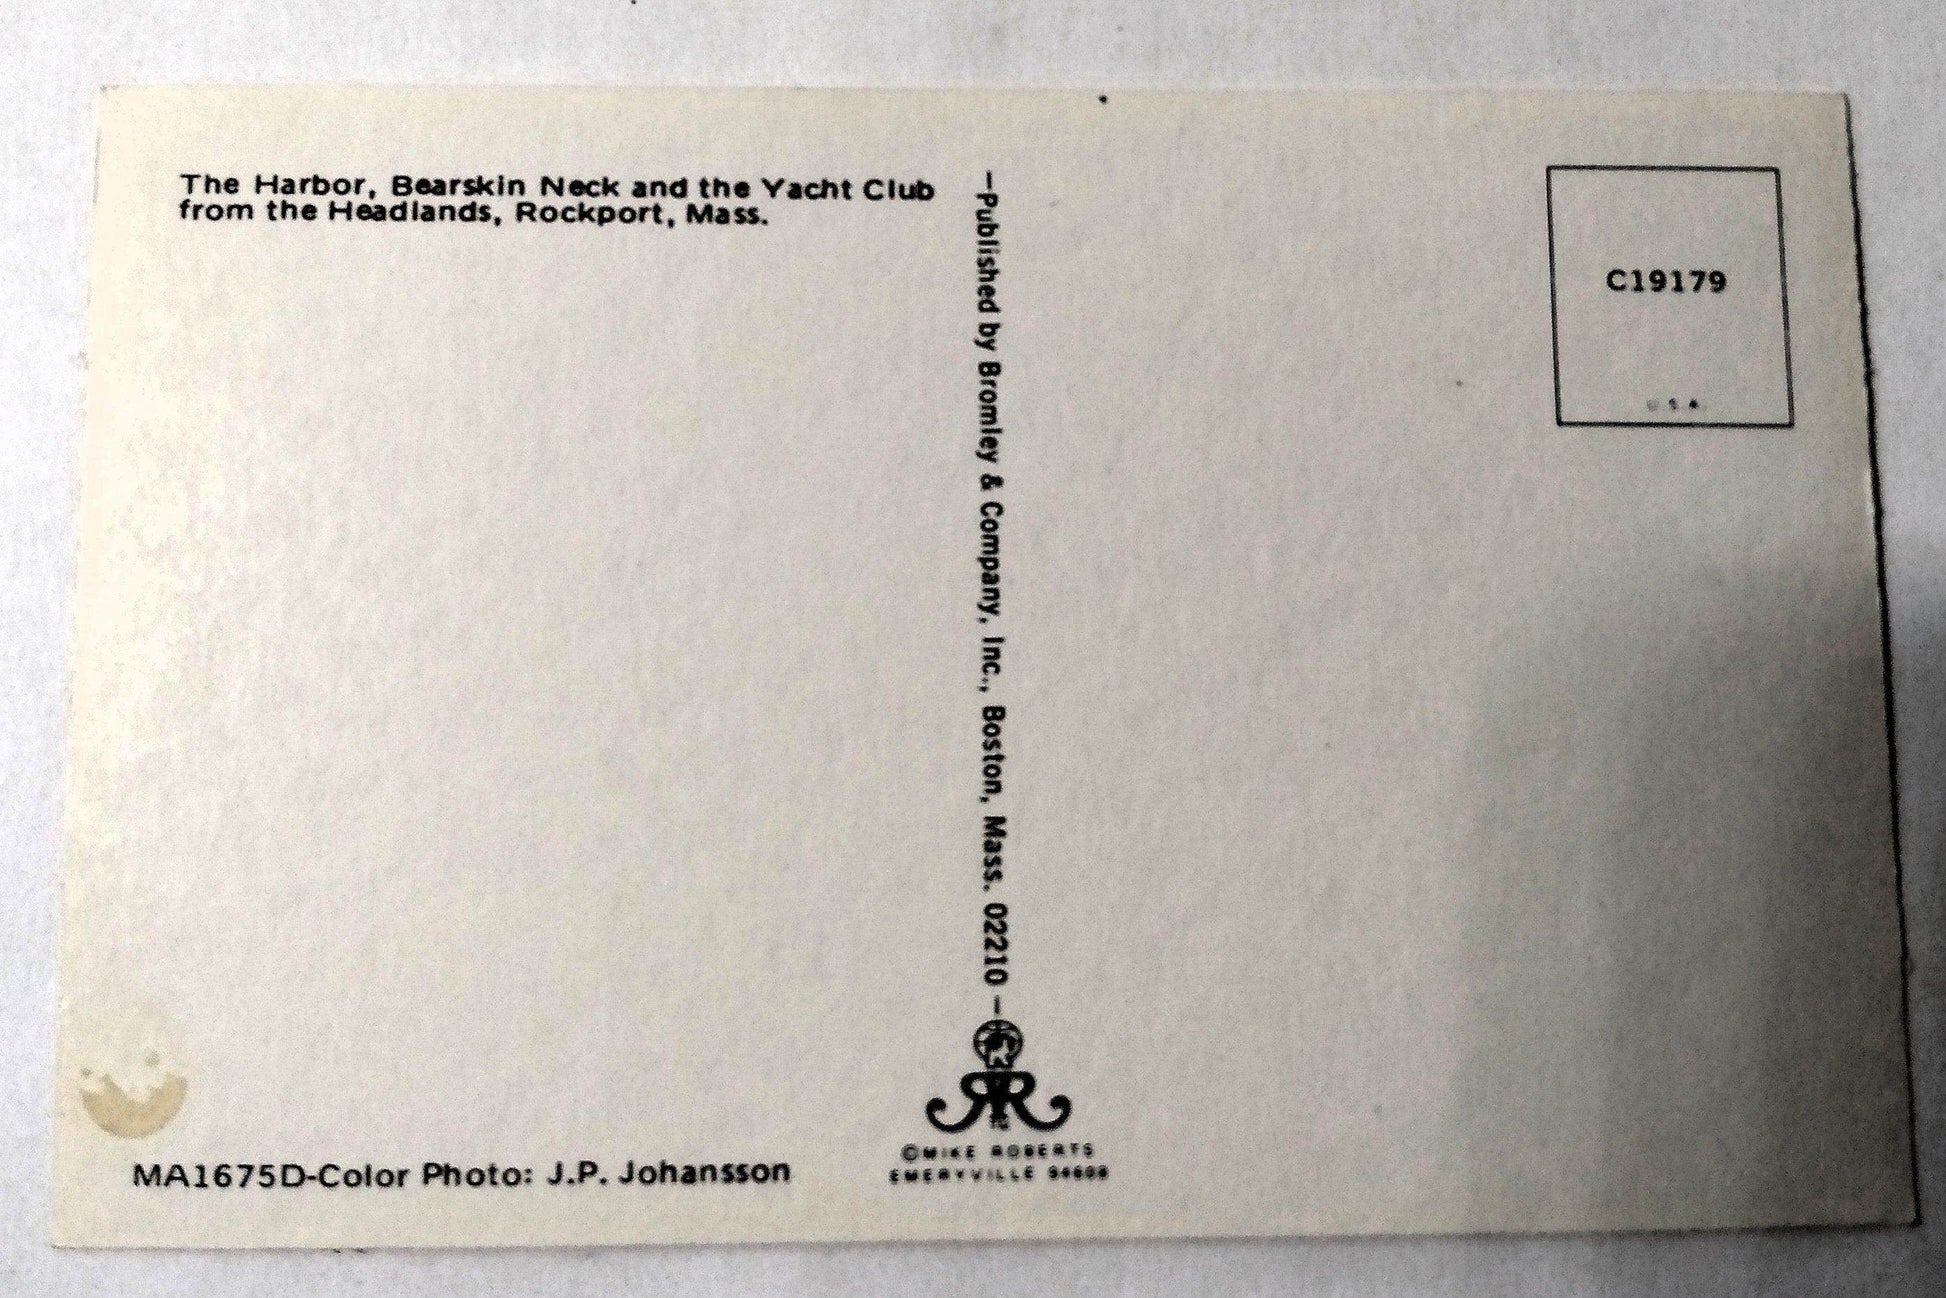 The Harbor, Bearskin Neck and the Yacht Club
from the Headlands, Rockport, Mass.
—Published by Bromley & Company, Inc., Boston, Mass. 02210—
C19179
U S A
MA1675D-Color Photo: J.P. Johansson
©MIKE ROBERTS
EMERYVILLE 94608